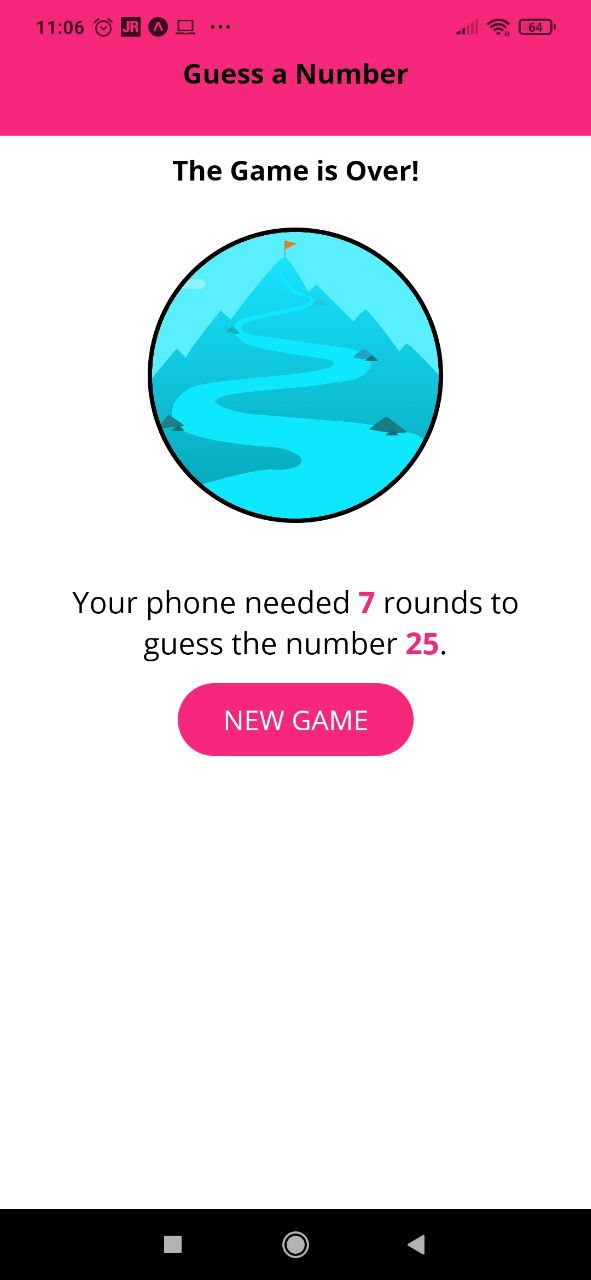 11:06 JR 64
Guess a Number
The Game is Over!
Your phone needed 7 rounds to
guess the number 25.
NEW GAME